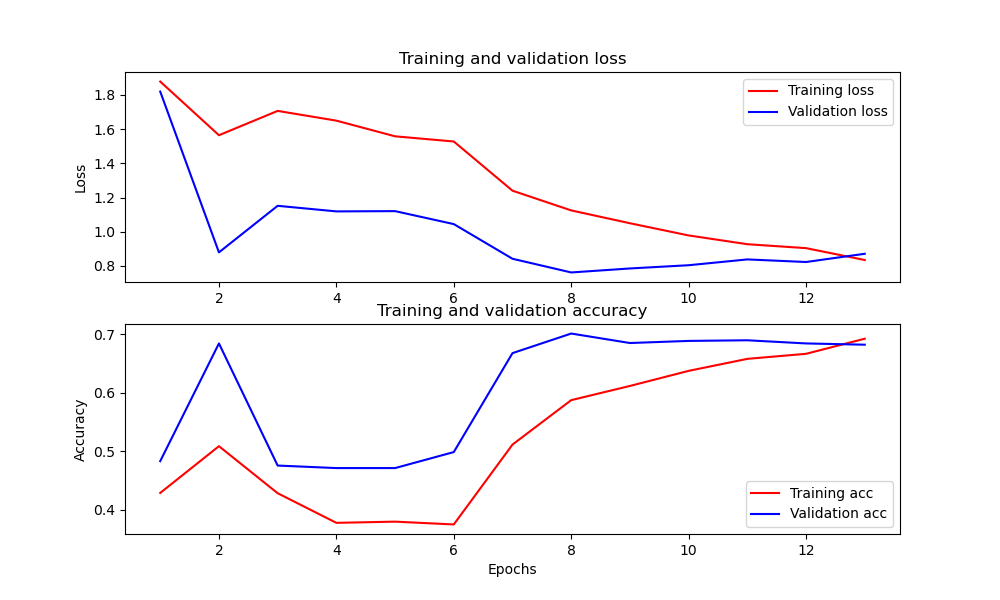 Training and validation loss
Loss
1.8
1.6
1.4
1.2
1.0
0.8
Training loss
Validation loss
2 4 6 8 10 12
Training and validation accuracy
Accuracy
0.7
0.6
0.5
0.4
Training acc
Validation acc
2 4 6 8 10 12
Epochs